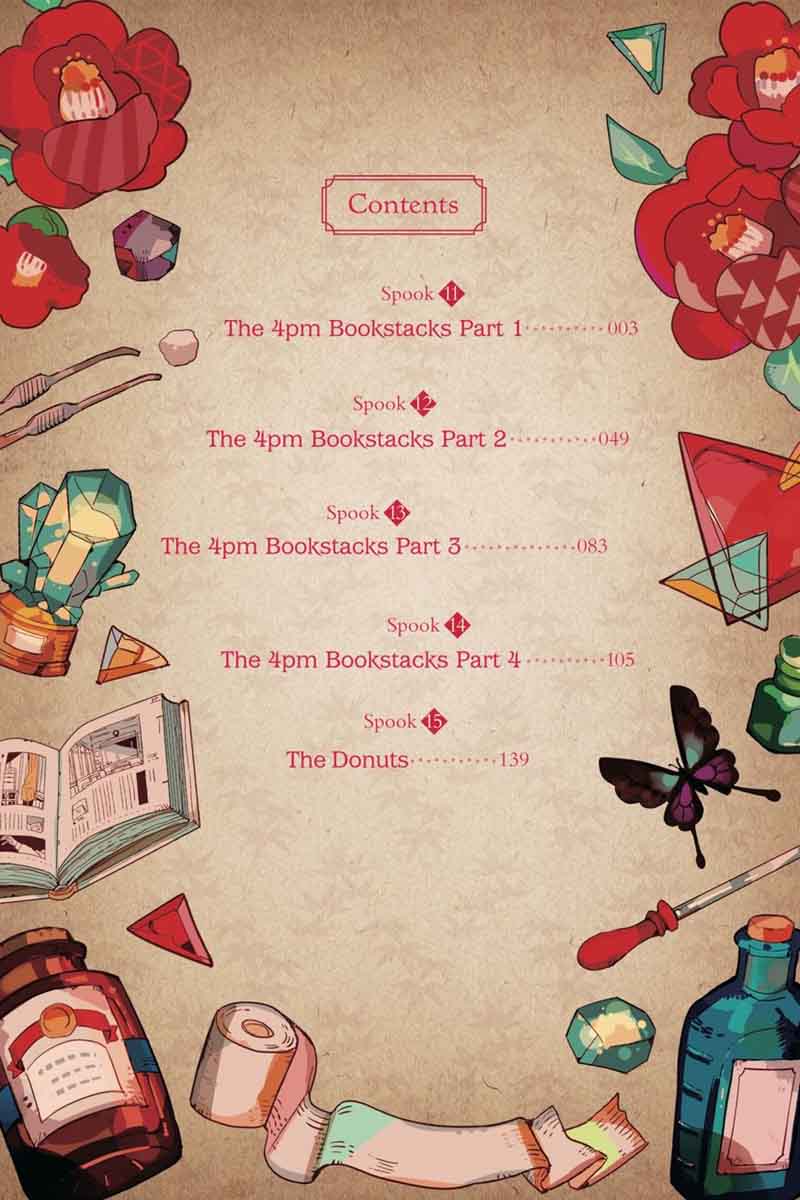 Contents
Spook 11
The 4pm Bookstacks Part 1··········003
Spook 12
The 4pm Bookstacks Part 2··········049
Spook 13
The 4pm Bookstacks Part 3·············083
Spook 14
The 4pm Bookstacks Part 4··········105
Spook 15
The Donuts··········139